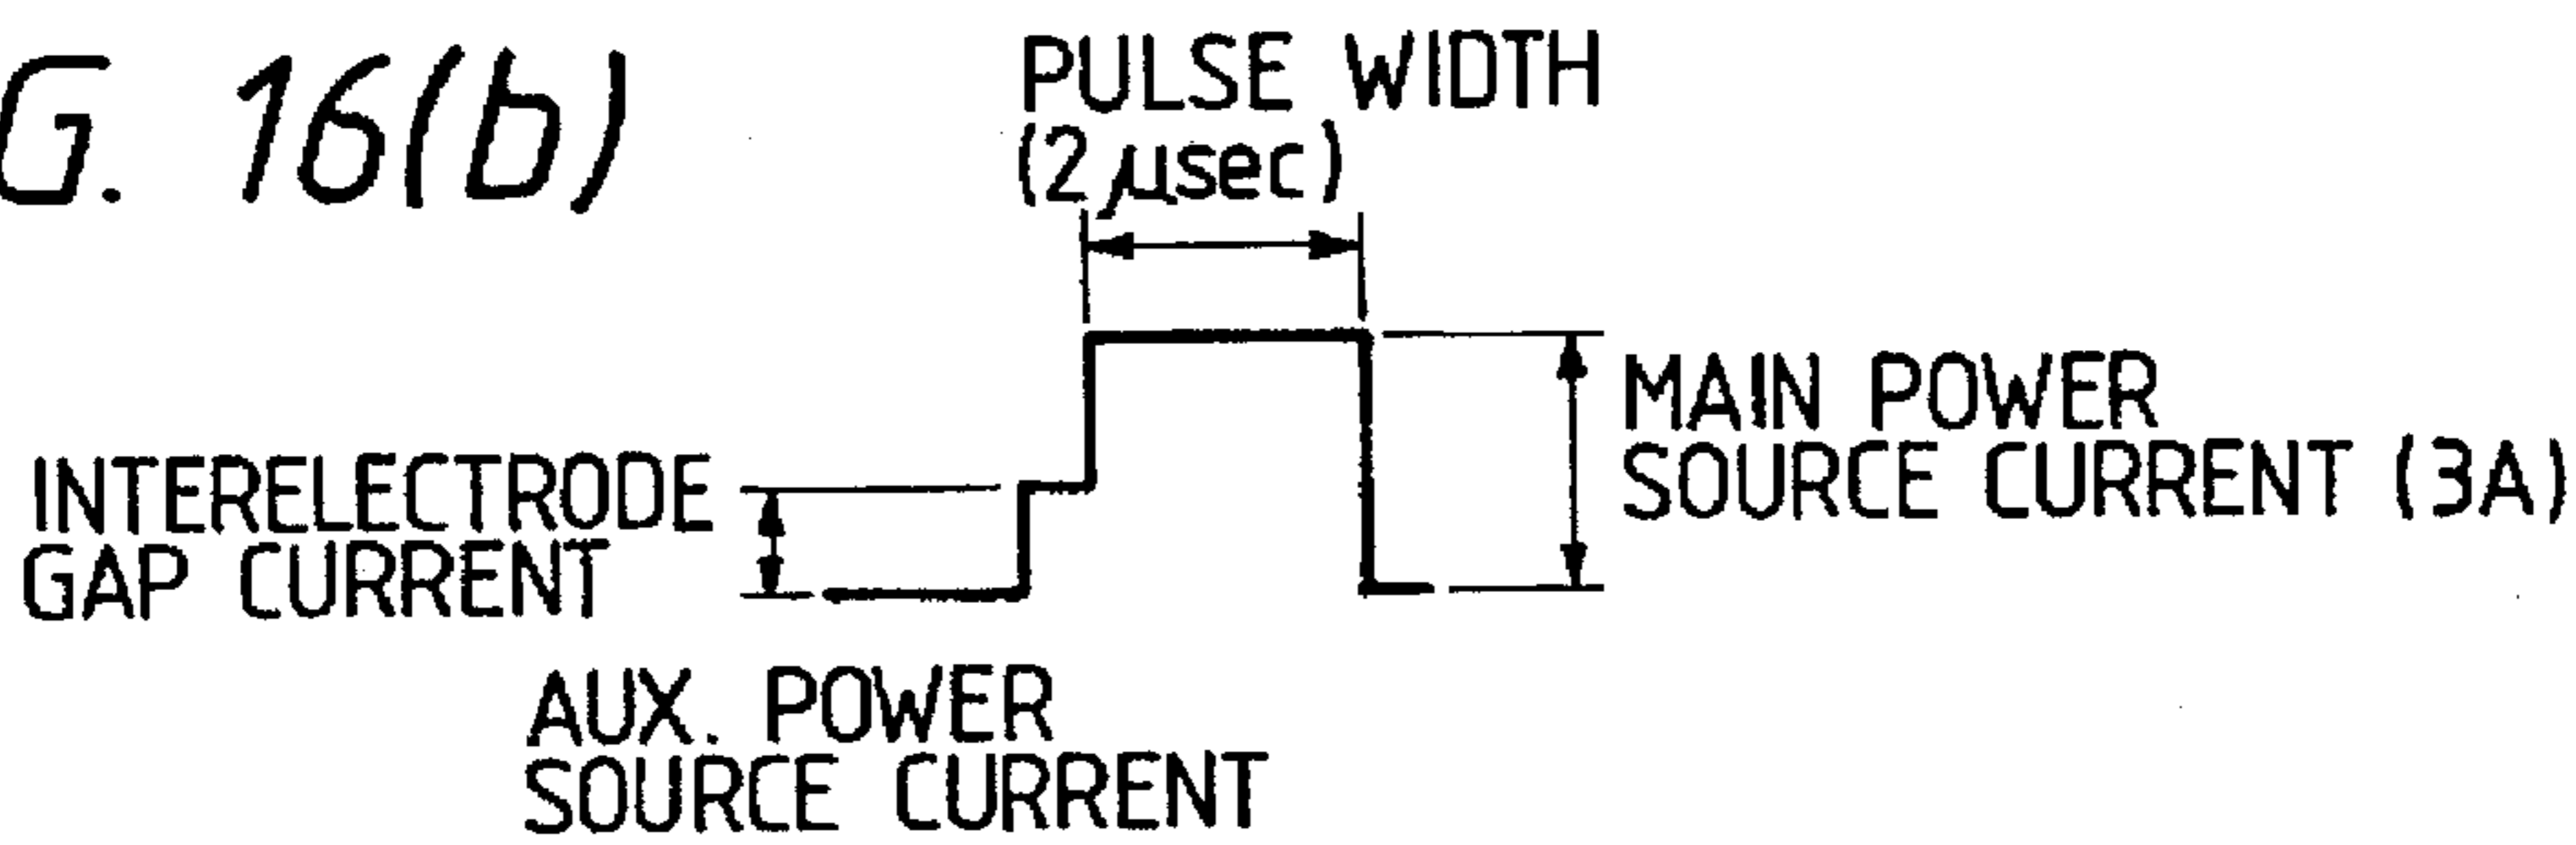 G. 16(b)
PULSE WIDTH
(2 μsec)
INTERELECTRODE
GAP CURRENT
MAIN POWER
SOURCE CURRENT (3A)
AUX. POWER
SOURCE CURRENT